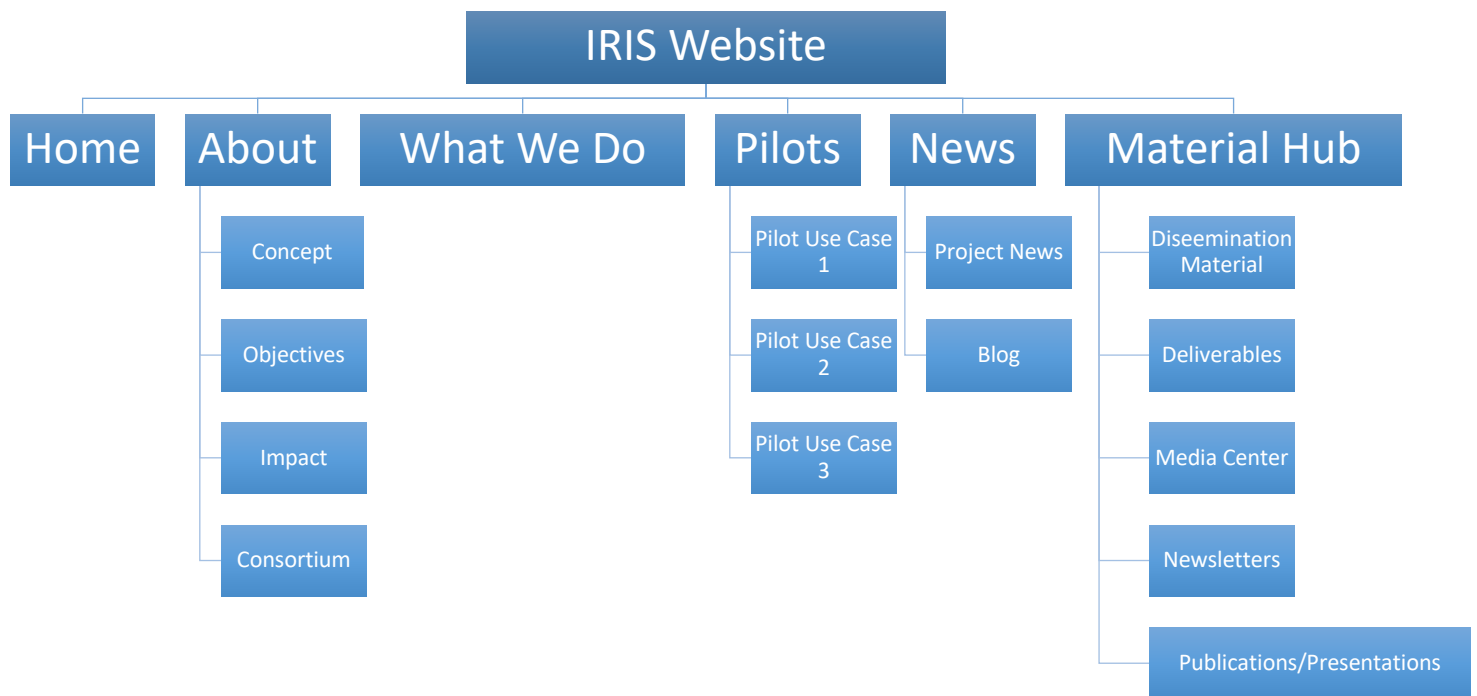 IRIS Website
Home
About
What We Do
Pilots
News
Material Hub
Concept
Objectives
Impact
Consortium
Pilot Use Case
1
Pilot Use Case
2
Pilot Use Case
3
Project News
Blog
Diseemination
Material
Deliverables
Media Center
Newsletters
Publications/Presentations